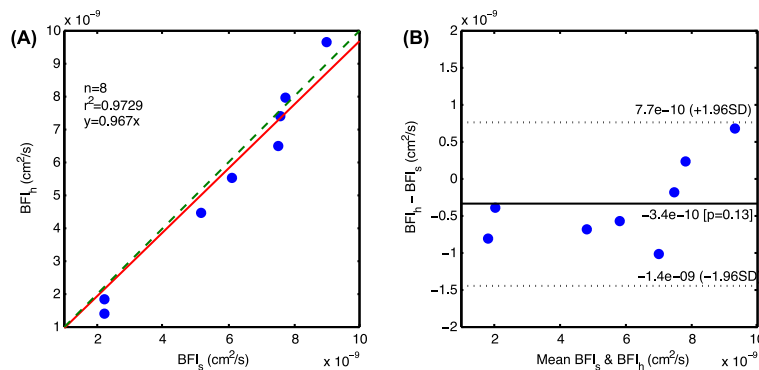 (A)
x 10⁻⁹
10
9
8
7
6
5
4
3
2
1
BFIₕ (cm²/s)
n=8
r²=0.9729
y=0.967x
2
4
6
8
10
BFIₛ (cm²/s)
x 10⁻⁹
(B)
x 10⁻⁹
2
1.5
1
0.5
0
−0.5
−1
−1.5
−2
BFIₕ − BFIₛ (cm²/s)
7.7e−10 (+1.96SD)
−3.4e−10 [p=0.13]
−1.4e−09 (−1.96SD
2
4
6
8
10
Mean BFIₛ & BFIₕ (cm²/s)
x 10⁻⁹